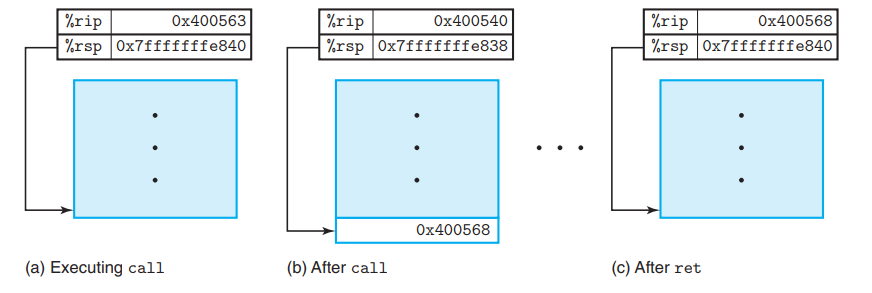 %rip 0x400563
%rsp 0x7fffffffe840
(a) Executing call
%rip 0x400540
%rsp 0x7fffffffe838
0x400568
(b) After call
%rip 0x400568
%rsp 0x7fffffffe840
(c) After ret